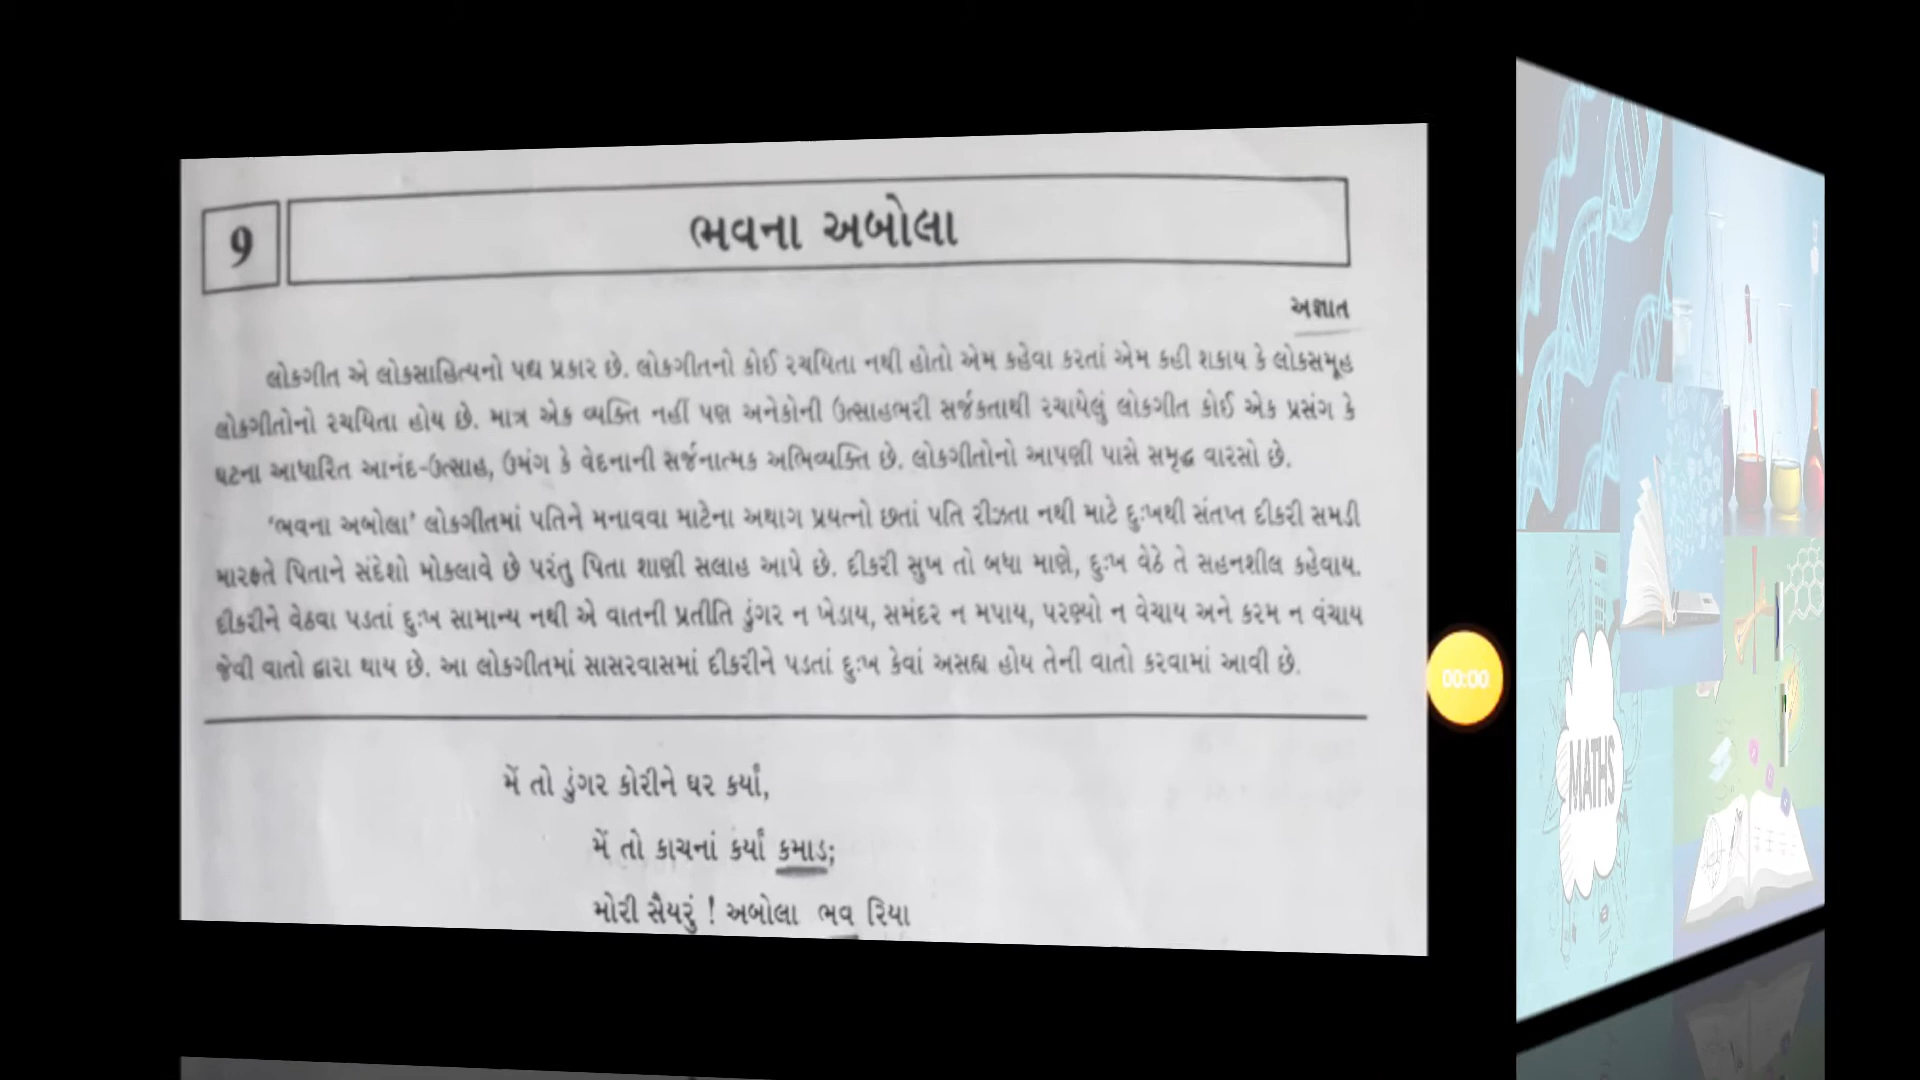 9
ભવના અબોલા
અજ્ઞાત
લોકગીત એ લોકસાહિત્યનો પદ્ય પ્રકાર છે. લોકગીતનો કોઈ રચયિતા નથી હોતો એમ કહેવા કરતાં એમ કહી શકાય કે લોકસમૂહ
લોકગીતોનો રચયિતા હોય છે. માત્ર એક વ્યક્તિ નહીં પણ અનેકોની ઉત્સાહભરી સર્જકતાથી રચાયેલું લોકગીત કોઈ એક પ્રસંગ કે
ઘટના આધારિત આનંદ-ઉત્સાહ, ઉમંગ કે વેદનાની સર્જનાત્મક અભિવ્યક્તિ છે. લોકગીતોનો આપણી પાસે સમૃદ્ધ વારસો છે.
'ભવના અબોલા' લોકગીતમાં પતિને મનાવવા માટેના અથાગ પ્રયત્નો છતાં પતિ રીઝતા નથી માટે દુઃખથી સંતપ્ત દીકરી સમડી
મારફતે પિતાને સંદેશો મોકલાવે છે પરંતુ પિતા શાણી સલાહ આપે છે. દીકરી સુખ તો બધા માણે, દુઃખ વેઠે તે સહનશીલ કહેવાય.
દીકરીને વેઠવા પડતાં દુઃખ સામાન્ય નથી એ વાતની પ્રતીતિ ડુંગર ન ખેડાય, સમંદર ન મપાય, પરણ્યો ન વેચાય અને કરમ ન વંચાય
જેવી વાતો દ્વારા થાય છે. આ લોકગીતમાં સાસરવાસમાં દીકરીને પડતાં દુઃખ કેવાં અસહ્ય હોય તેની વાતો કરવામાં આવી છે.
મેં તો ડુંગર કોરીને ઘર કર્યાં,
મેં તો કાચનાં કર્યાં કમાડ;
મોરી સૈયરું ! અબોલા ભવ રિયા
00:00
MATHS